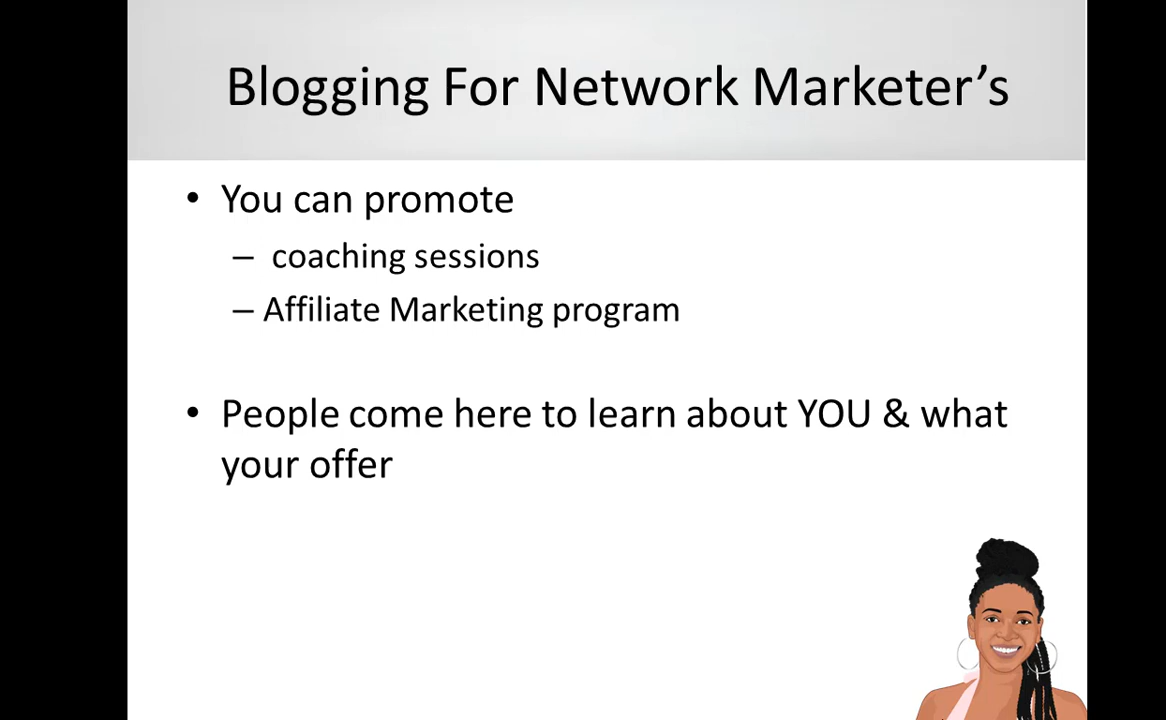 Blogging For Network Marketer’s
• You can promote
– coaching sessions
– Affiliate Marketing program
• People come here to learn about YOU & what
your offer